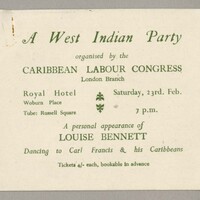 A West Indian Party
organised by the
CARIBBEAN LABOUR CONGRESS
London Branch
Royal Hotel
Woburn Place
Tube: Russell Square
Saturday, 23rd Feb.
at
7 p.m.
A personal appearance of
LOUISE BENNETT
Dancing to Carl Francis & his Caribbeans
Tickets 4/- each, bookable in advance